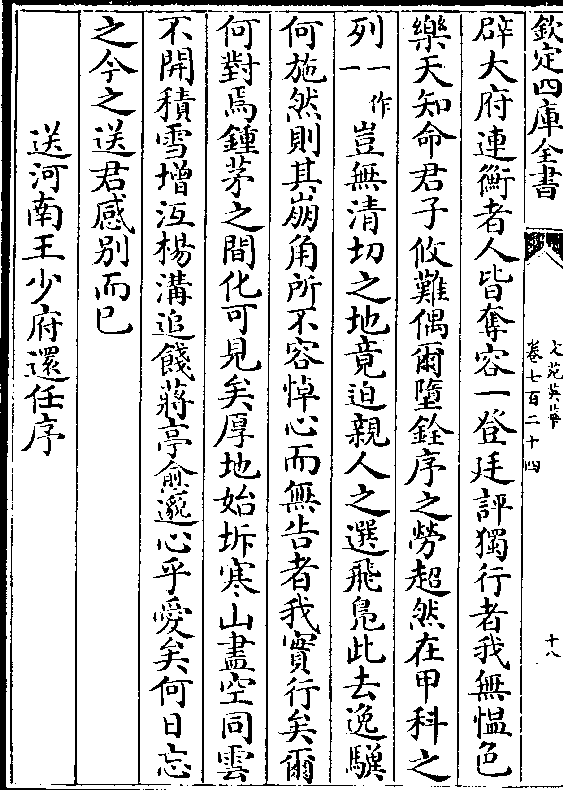 欽定四庫全書
文苑英華
卷七百二十四
十八
辟大府連衡者人皆奪容一登廷評獨行者我無愠色
樂天知命君子攸難偶爾墮銓序之勞超然在甲科之
列一作一豈無清切之地竟迫親人之選飛鳧此去逸驥
何施然則其崩角所不容悼心而無告者我實行矣爾
何對焉鍾茅之間化可見矣厚地始坼寒山盡空同雲
不開積雪增沍楊溝追餞蔣亭俞邈心乎愛矣何日忘
之今之送君感别而已
送河南王少府還任序